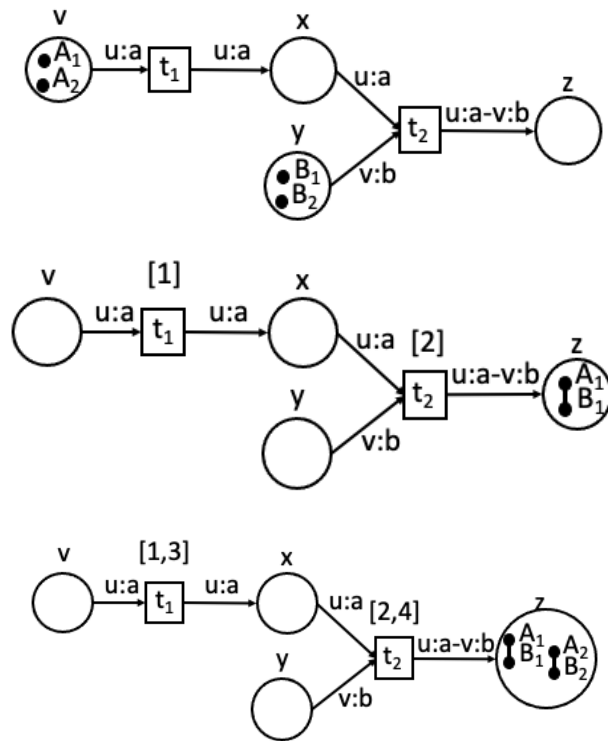 v
x
A₁
A₂
u:a
t₁
u:a
u:a
z
y
t₂
u:a-v:b
B₁
B₂
v:b
v
[1]
x
u:a
t₁
u:a
u:a
[2]
z
y
t₂
u:a-v:b
A₁
B₁
v:b
v
[1,3]
x
u:a
t₁
u:a
u:a
[2,4]
z
y
t₂
u:a-v:b
A₁
B₁
A₂
B₂
v:b